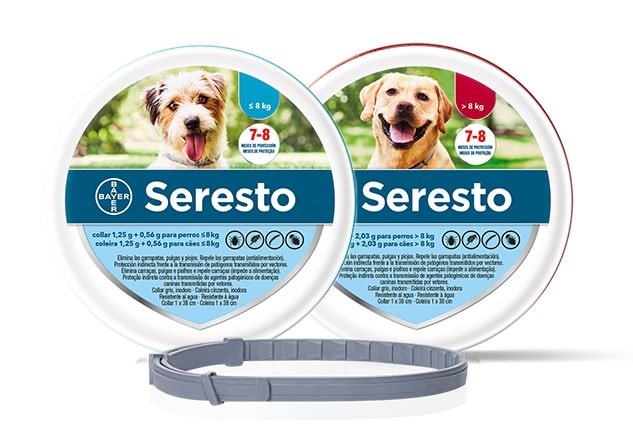 ≤ 8 kg
7-8
MESES DE PROTECCIÓN
MESES DE PROTEÇÃO
BAYER
BAYER
Seresto
collar 1,25 g + 0,56 g para perros ≤ 8 kg
coleira 1,25 g + 0,56 g para cães ≤ 8 kg
Elimina las garrapatas, pulgas y piojos. Repele las garrapatas (antialimentación).
Protección indirecta frente a la transmisión de patógenos transmitidos por vectores.
Elimina carraças, pulgas e piolhos e repele carraças (impede a alimentação).
Proteção indireta contra a transmissão de agentes patogénicos de doenças
caninas transmitidas por vetores.
Collar gris, inodoro - Coleira cinzenta, inodora
Resistente al agua - Resistente à água
Collar 1 x 38 cm - Coleira 1 x 38 cm
> 8 kg
7-8
MESES DE PROTECCIÓN
MESES DE PROTEÇÃO
Seresto
+ 2,03 g para perros > 8 kg
+ 2,03 g para cães > 8 kg
las garrapatas, pulgas y piojos. Repele las garrapatas (antialimentación).
indirecta frente a la transmisión de patógenos transmitidos por vectores.
carraças, pulgas e piolhos e repele carraças (impede a alimentação).
indireta contra a transmissão de agentes patogénicos de doenças
caninas transmitidas por vetores.
Collar gris, inodoro - Coleira cinzenta, inodora
Resistente al agua - Resistente à água
Collar 1 x 38 cm - Coleira 1 x 38 cm